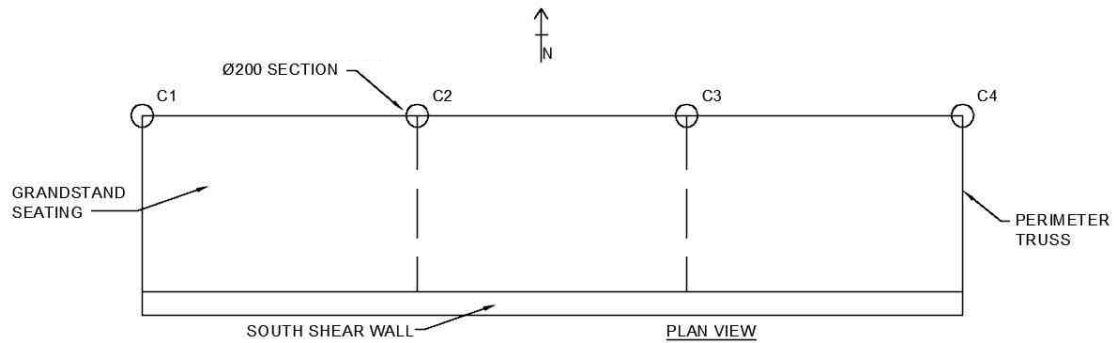 N
Ø200 SECTION
C1
C2
C3
C4
GRANDSTAND
SEATING
PERIMETER
TRUSS
SOUTH SHEAR WALL
PLAN VIEW